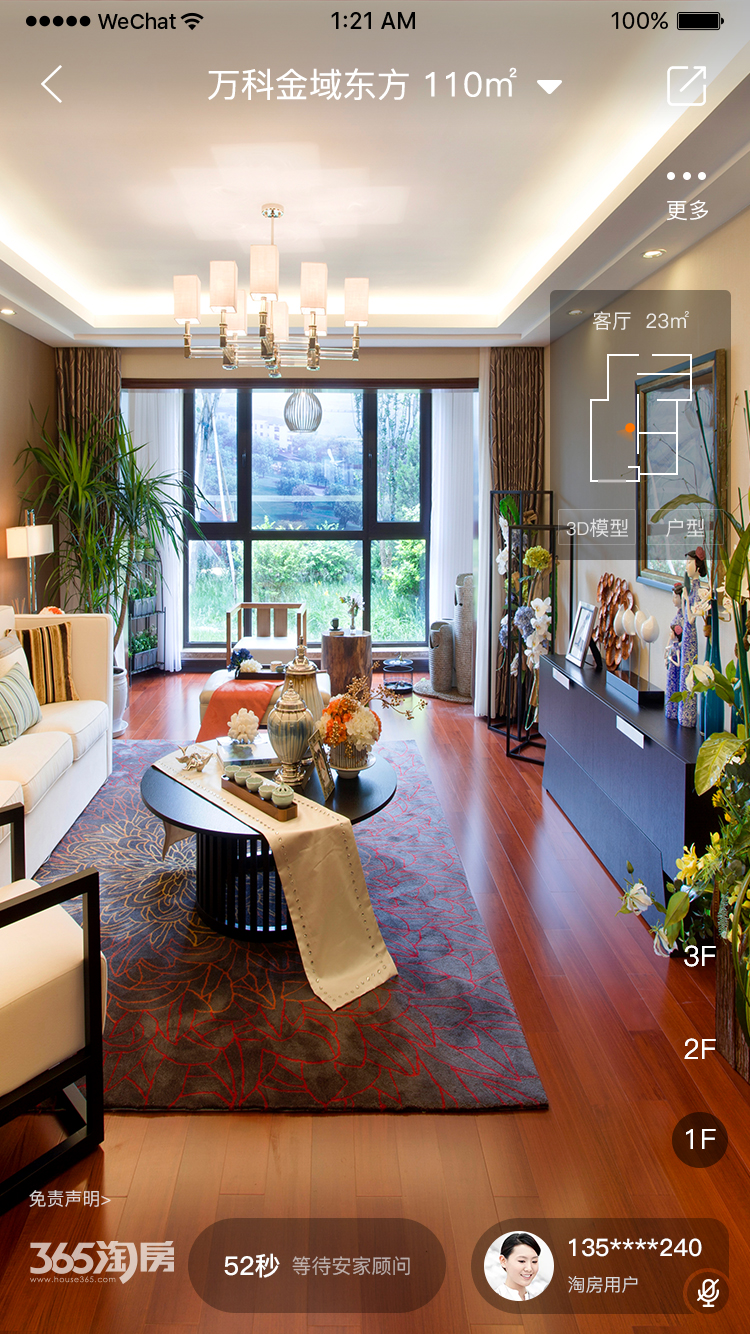 WeChat 1:21 AM 100%
万科金域东方 110㎡
更多
客厅 23㎡
3D模型 户型
3F
2F
1F
免责声明>
365淘房
www.house365.com
52秒 等待安家顾问
135****240
淘房用户